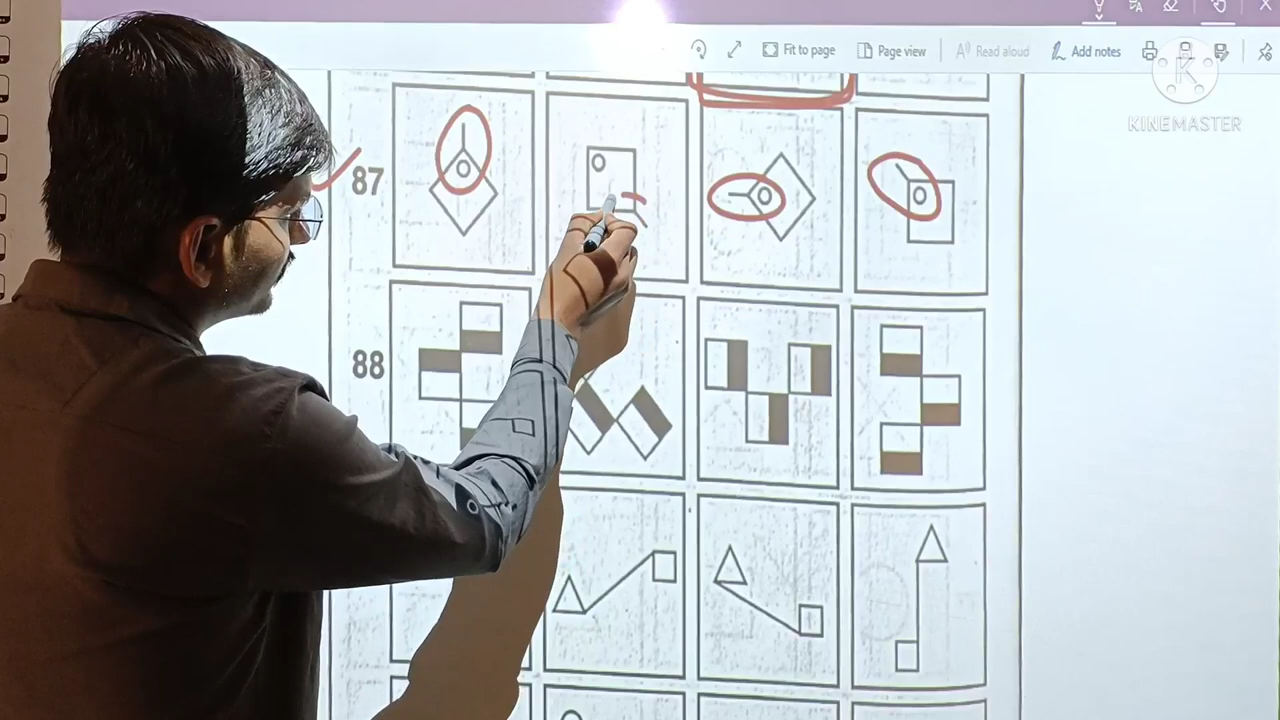 Fit to page
Page view
Read aloud
Add notes
K
KINEMASTER
87
88